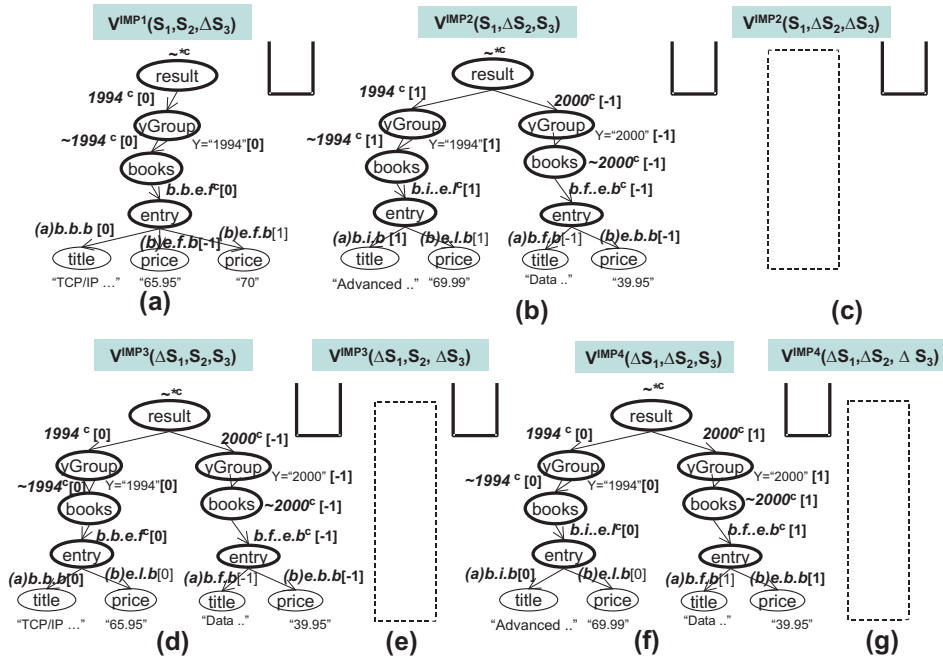 V^IMP1(S₁,S₂,ΔS₃)
~*ᶜ
result
1994 ᶜ [0]
yGroup
~1994 ᶜ [0]
Y="1994"[0]
books
b.b.e.fᶜ[0]
entry
(a)b.b.b [0]
(b)e.f.b[-1]
(b)e.f.b[1]
title
price
price
"TCP/IP ..."
"65.95"
"70"
(a)
V^IMP2(S₁,ΔS₂,S₃)
~*ᶜ
result
1994 ᶜ [1]
2000ᶜ [-1]
yGroup
yGroup
~1994 ᶜ [1]
Y="1994"[1]
Y="2000" [-1]
books
books
~2000ᶜ [-1]
b.i..e.lᶜ[1]
b.f..e.bᶜ [-1]
entry
entry
(a)b.i.b [1]
(b)e.l.b[1]
(a)b.f.b[-1]
(b)e.b.b[-1]
title
price
title
price
"Advanced .."
"69.99"
"Data .."
"39.95"
(b)
V^IMP2(S₁,ΔS₂,ΔS₃)
(c)
V^IMP3(ΔS₁,S₂,S₃)
~*ᶜ
result
1994 ᶜ [0]
2000ᶜ [-1]
yGroup
yGroup
~1994ᶜ[0]
Y="1994"[0]
Y="2000" [-1]
books
books
~2000ᶜ [-1]
b.b.e.fᶜ[0]
b.f..e.bᶜ [-1]
entry
entry
(a)b.b.b[0]
(b)e.l.b[0]
(a)b.f.b[-1]
(b)e.b.b[-1]
title
price
title
price
"TCP/IP ..."
"65.95"
"Data .."
"39.95"
(d)
V^IMP3(ΔS₁,S₂, ΔS₃)
(e)
V^IMP4(ΔS₁,ΔS₂,S₃)
~*ᶜ
result
1994 ᶜ [0]
2000ᶜ [1]
yGroup
yGroup
~1994 ᶜ [0]
Y="1994"[0]
Y="2000" [1]
books
books
~2000ᶜ [1]
b.i..e.lᶜ[0]
b.f..e.bᶜ [1]
entry
entry
(a)b.i.b[0]
(b)e.l.b[0]
(a)b.f.b[1]
(b)e.b.b[1]
title
price
title
price
"Advanced .."
"69.99"
"Data .."
"39.95"
(f)
V^IMP4(ΔS₁,ΔS₂, Δ S₃)
(g)